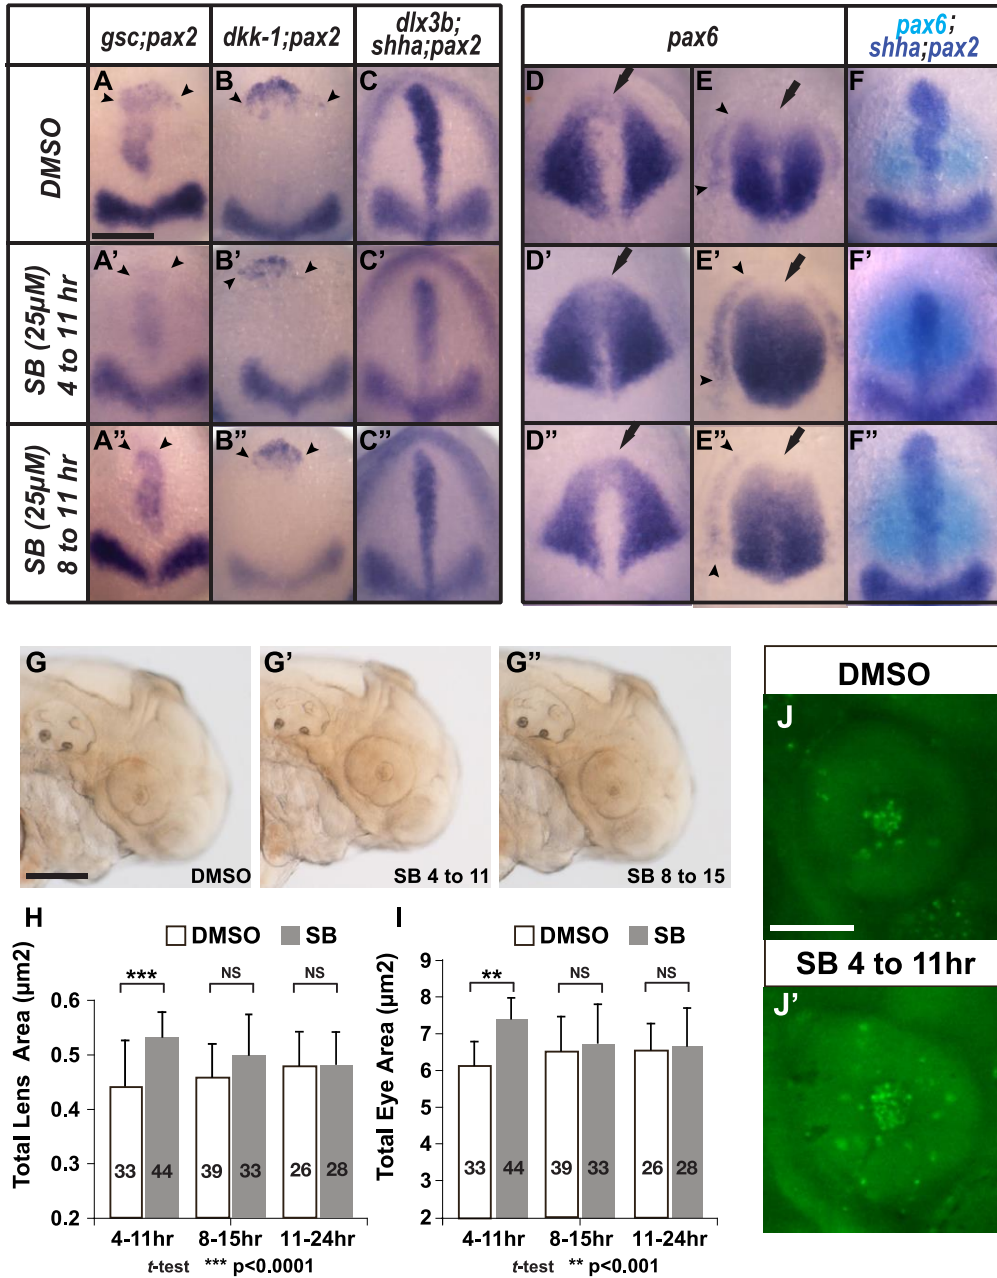 gsc;pax2
dkk-1;pax2
dlx3b;
shha;pax2
pax6
pax6;
shha;pax2
DMSO
A
B
C
D
E
F
SB (25µM)
4 to 11 hr
A'
B'
C'
D'
E'
F'
SB (25µM)
8 to 11 hr
A"
B"
C"
D"
E"
F"
G
DMSO
G'
SB 4 to 11
G"
SB 8 to 15
DMSO
J
SB 4 to 11hr
J'
H
DMSO
SB
Total Lens Area (µm2)
0.6
0.5
0.4
0.3
0.2
***
NS
NS
33
44
39
33
26
28
4-11hr
8-15hr
11-24hr
t-test *** p<0.0001
I
DMSO
SB
Total Eye Area (µm2)
9
8
7
6
5
4
3
2
**
NS
NS
33
44
39
33
26
28
4-11hr
8-15hr
11-24hr
t-test ** p<0.001